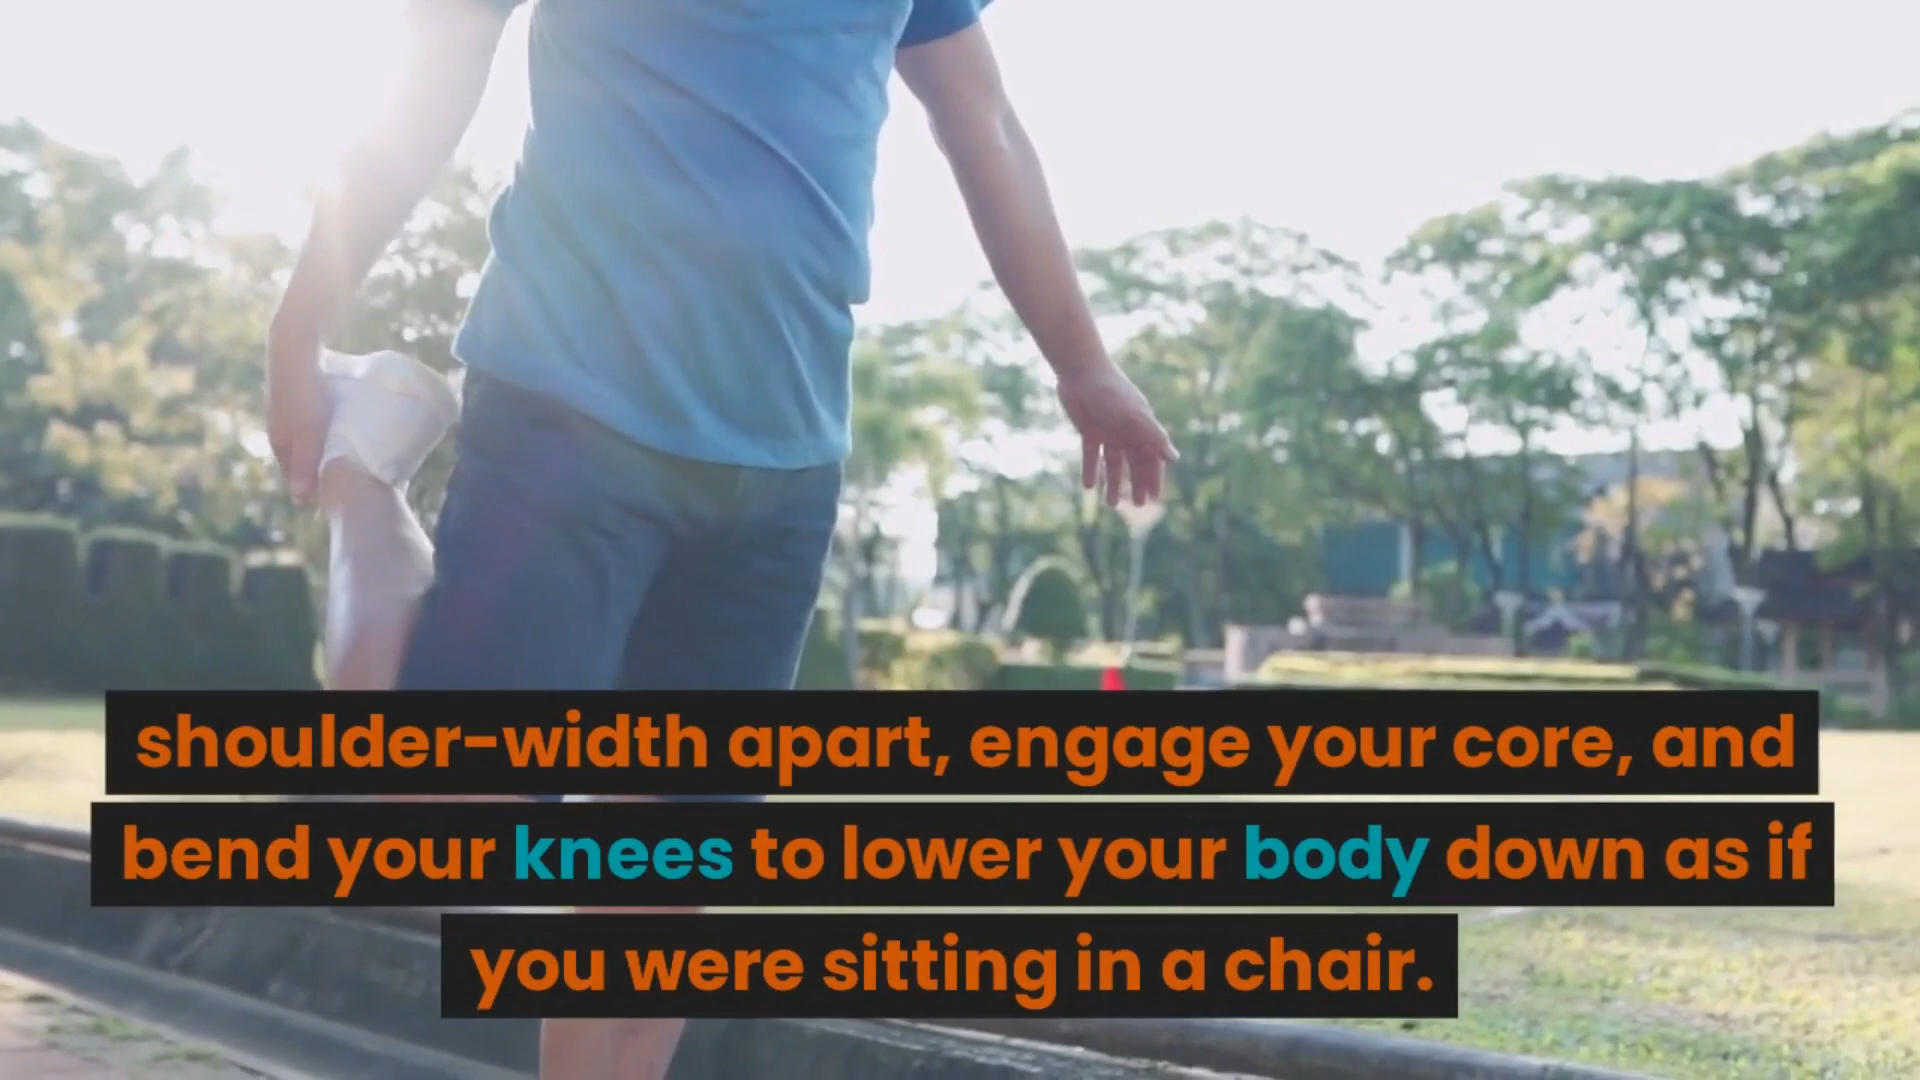 shoulder-width apart, engage your core, and
bend your knees to lower your body down as if
you were sitting in a chair.